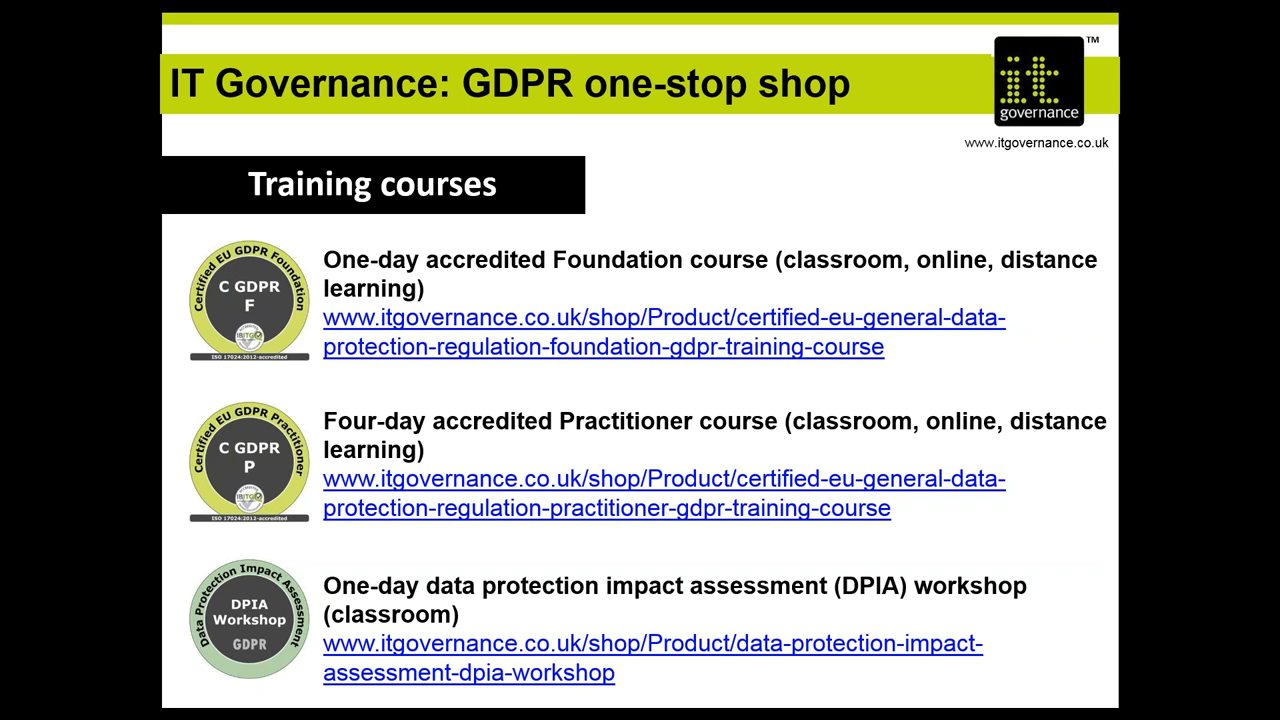 IT Governance: GDPR one-stop shop
it
governance
TM
www.itgovernance.co.uk
Training courses
Certified EU GDPR Foundation
C GDPR
F
IBITGQ
ISO 17024:2012-accredited
One-day accredited Foundation course (classroom, online, distance
learning)
www.itgovernance.co.uk/shop/Product/certified-eu-general-data-
protection-regulation-foundation-gdpr-training-course
Certified EU GDPR Practitioner
C GDPR
P
IBITGQ
ISO 17024:2012-accredited
Four-day accredited Practitioner course (classroom, online, distance
learning)
www.itgovernance.co.uk/shop/Product/certified-eu-general-data-
protection-regulation-practitioner-gdpr-training-course
Data Protection Impact Assessment
DPIA
Workshop
GDPR
One-day data protection impact assessment (DPIA) workshop
(classroom)
www.itgovernance.co.uk/shop/Product/data-protection-impact-
assessment-dpia-workshop